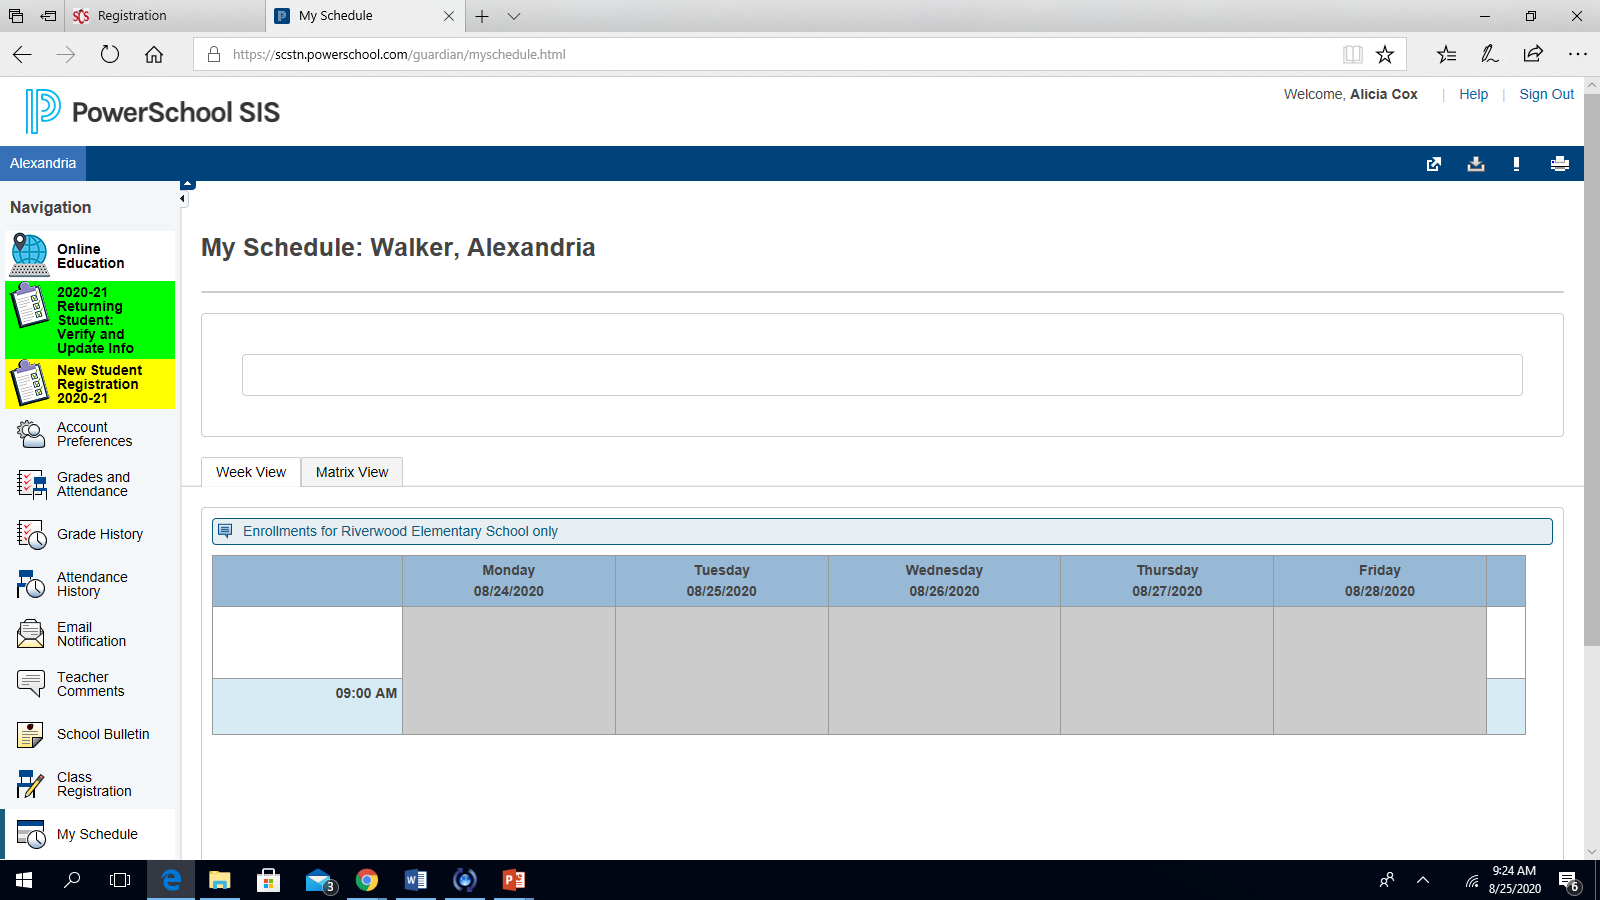 Registration
My Schedule
https://scstn.powerschool.com/guardian/myschedule.html
PowerSchool SIS
Welcome, Alicia Cox | Help | Sign Out
Alexandria
Navigation
Online
Education
2020-21
Returning
Student:
Verify and
Update Info
New Student
Registration
2020-21
Account
Preferences
Grades and
Attendance
Grade History
Attendance
History
Email
Notification
Teacher
Comments
School Bulletin
Class
Registration
My Schedule
My Schedule: Walker, Alexandria
Week View
Matrix View
Enrollments for Riverwood Elementary School only
Monday
08/24/2020
Tuesday
08/25/2020
Wednesday
08/26/2020
Thursday
08/27/2020
Friday
08/28/2020
09:00 AM
3
9:24 AM
8/25/2020
6